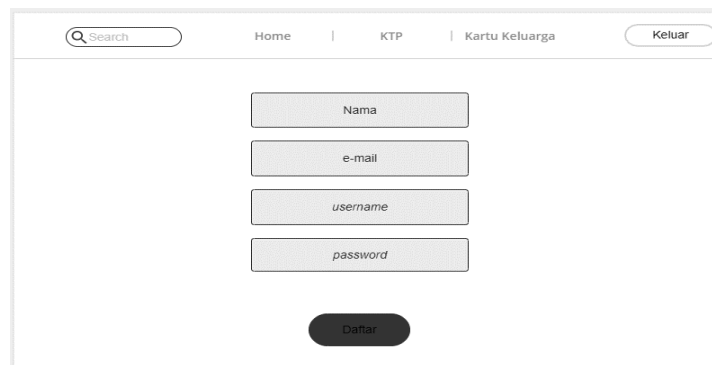 Search Home | KTP | Kartu Keluarga Keluar
Nama
e-mail
username
password
Daftar